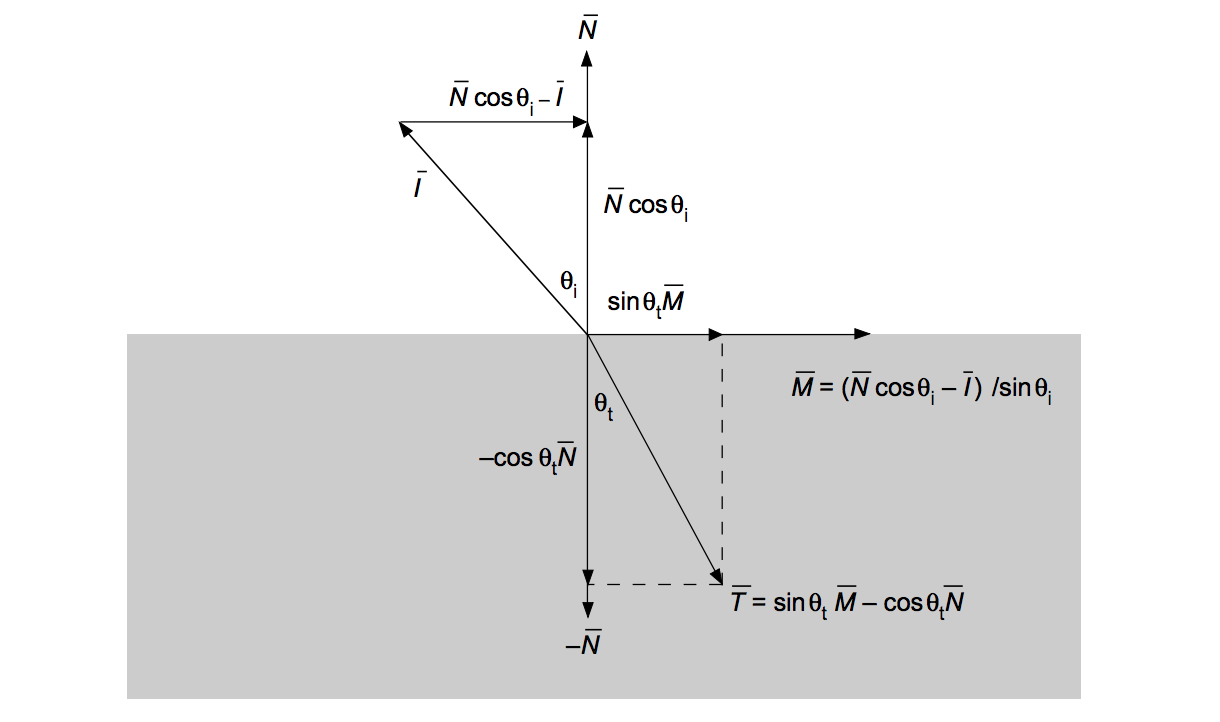 N̅
N̅ cos θᵢ – I̅
I̅
N̅ cos θᵢ
θᵢ
sin θₜ M̅
M̅ = (N̅ cos θᵢ – I̅) /sin θᵢ
θₜ
–cos θₜ N̅
T̅ = sin θₜ M̅ – cos θₜ N̅
–N̅